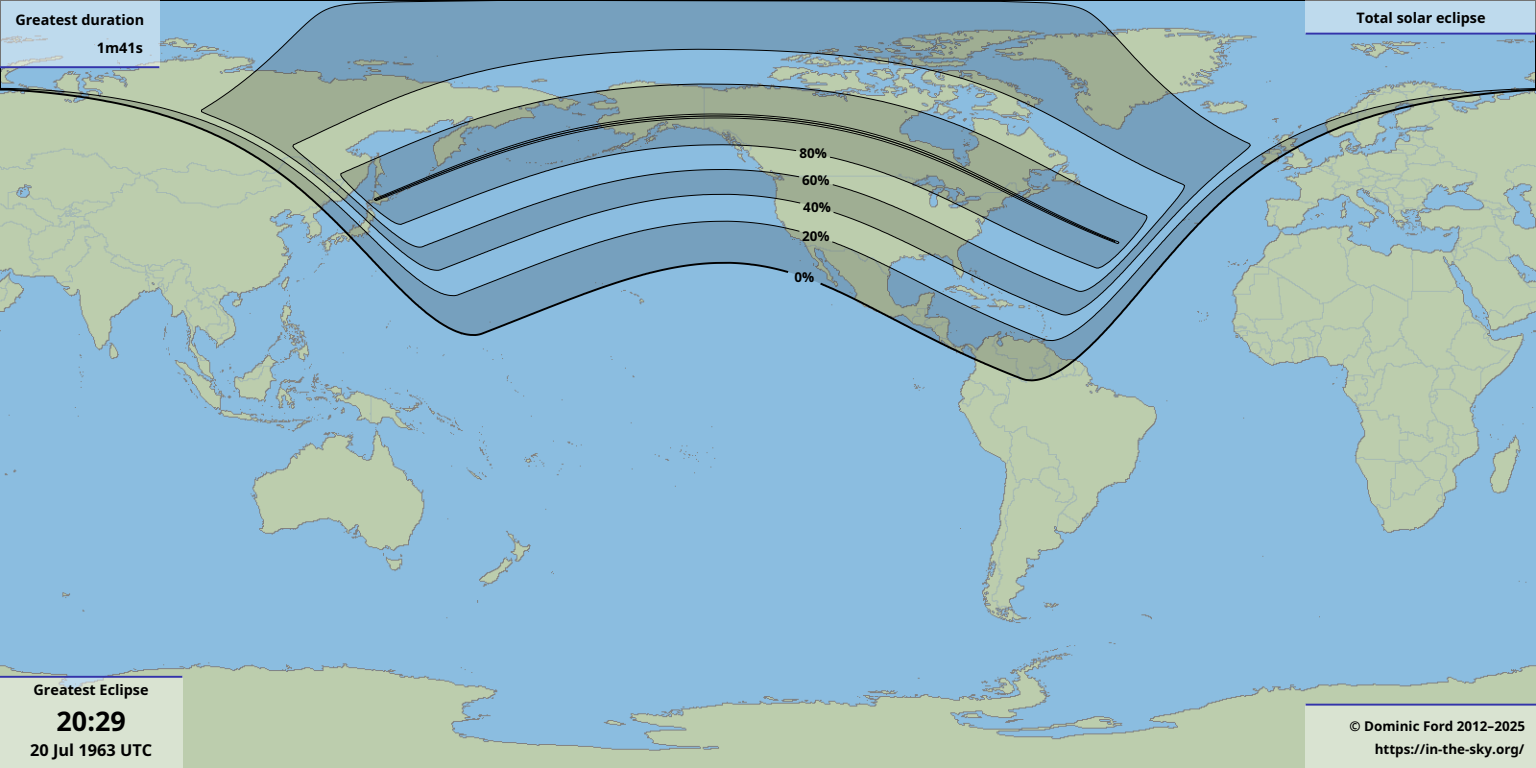 Greatest duration
1m41s
Total solar eclipse
80%
60%
40%
20%
0%
Greatest Eclipse
20:29
20 Jul 1963 UTC
© Dominic Ford 2012–2025
https://in-the-sky.org/